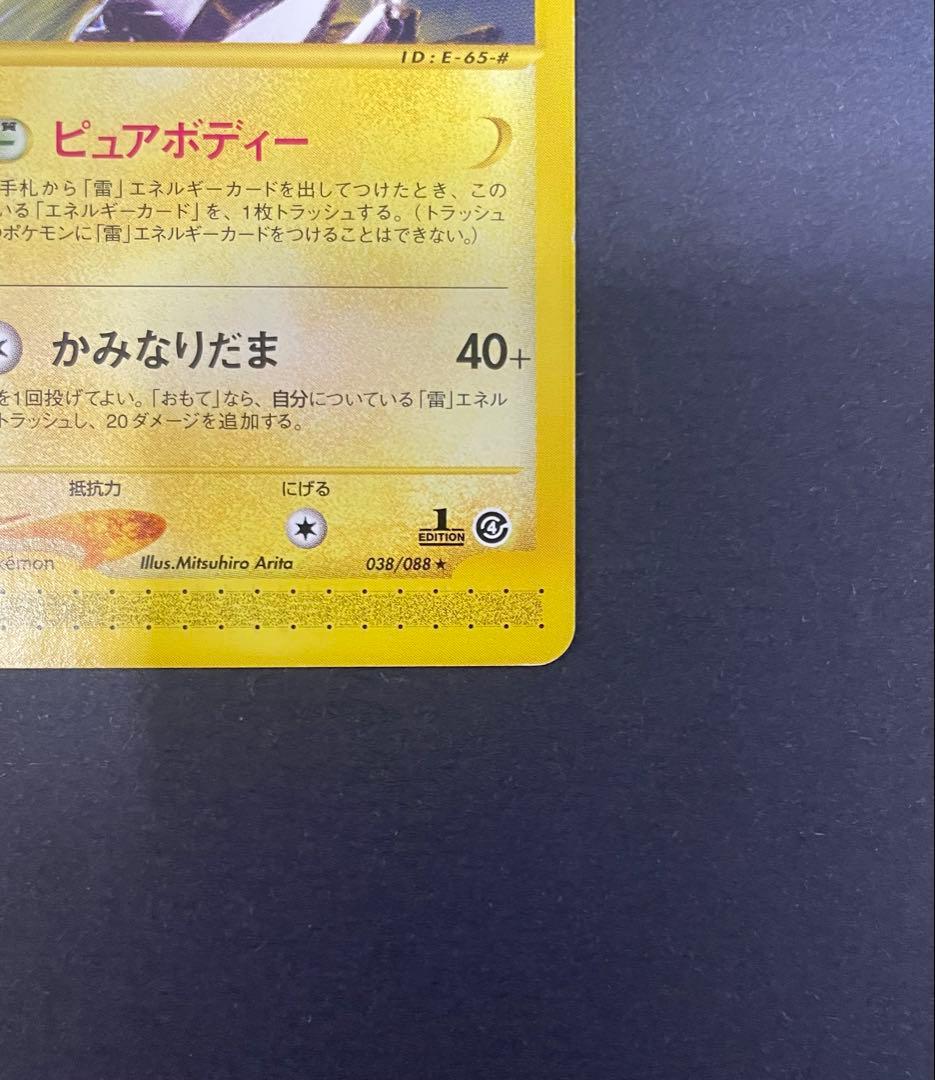 ID:E-65-#
ピュアボディー
手札から「雷」エネルギーカードを出してつけたとき、この
いる「エネルギーカード」を、1枚トラッシュする。(トラッシュ
のポケモンに「雷」エネルギーカードをつけることはできない。)
かみなりだま 40+
を1回投げてよい。「おもて」なら、自分についている「雷」エネル
トラッシュし、20ダメージを追加する。
抵抗力 にげる
1
EDITION 4
kémon Illus.Mitsuhiro Arita 038/088★